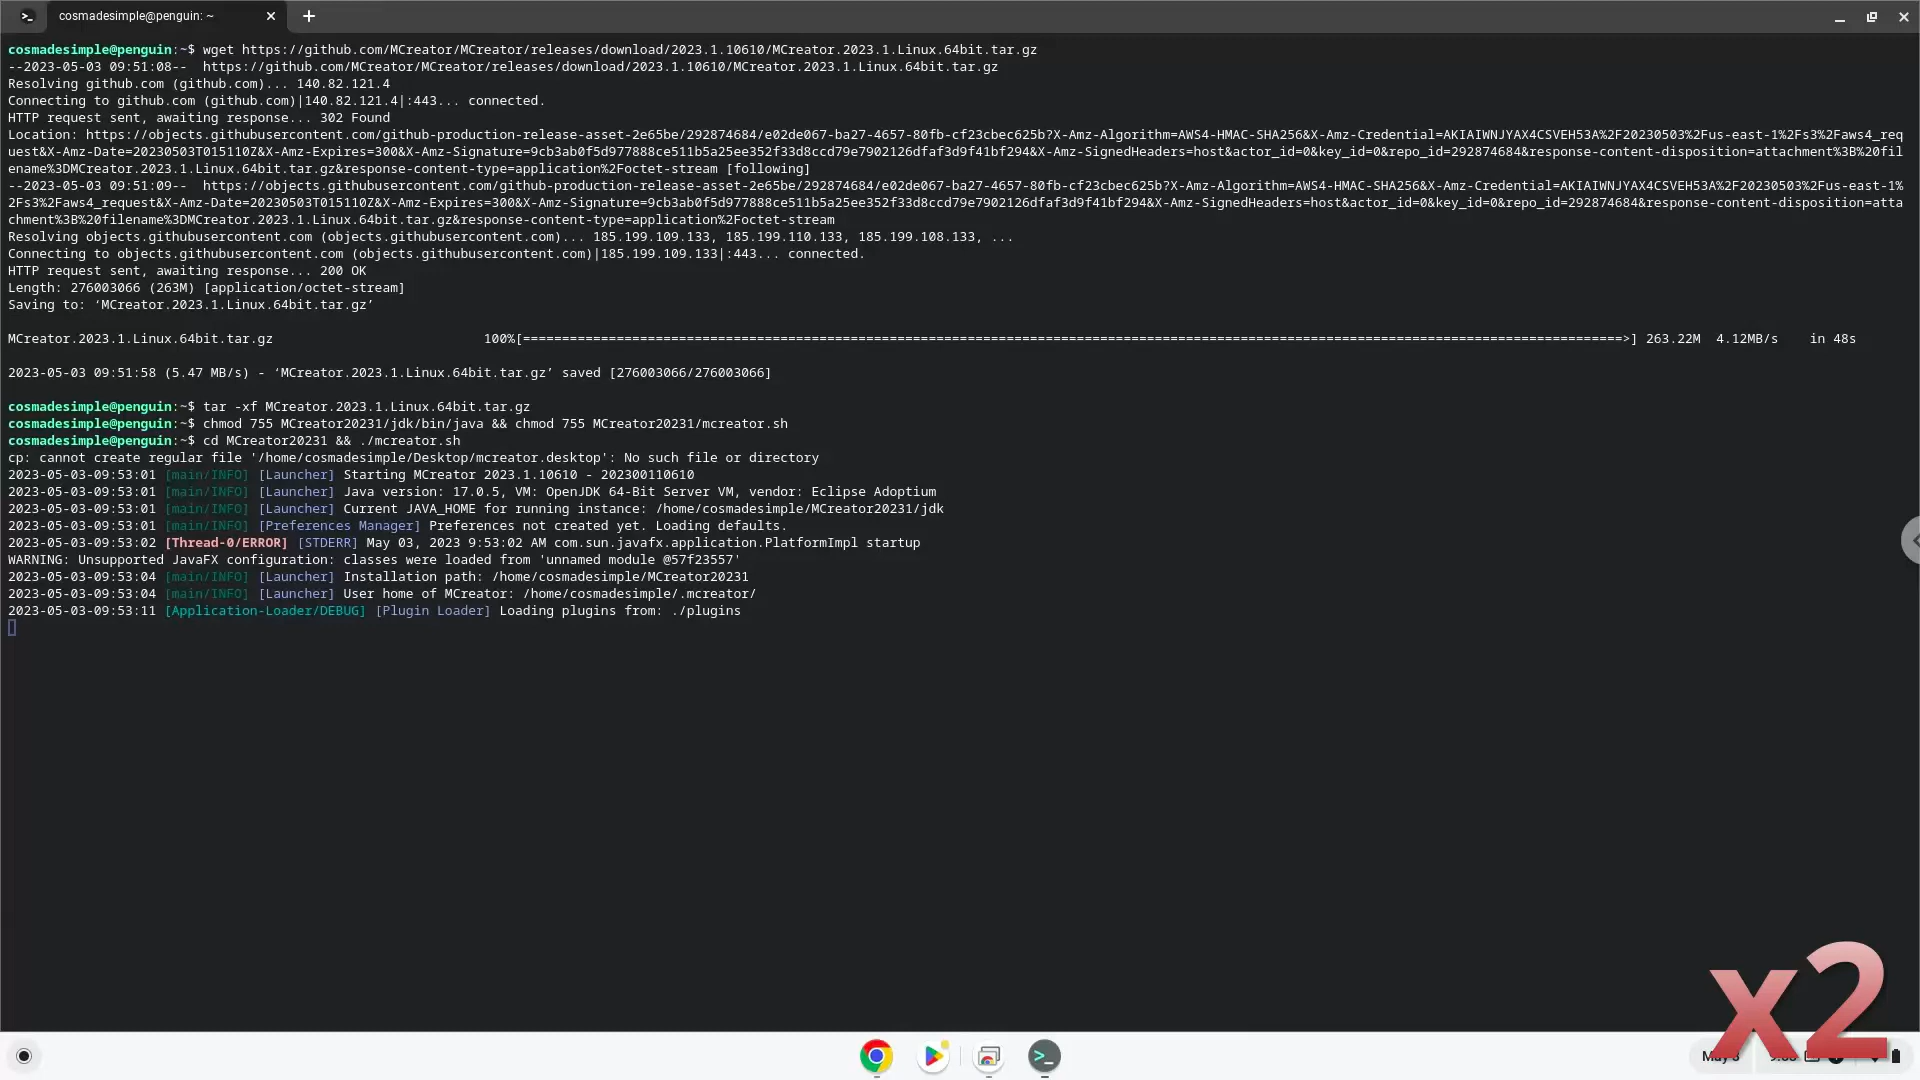 cosmadesimple@penguin: ~
cosmadesimple@penguin:~$ wget https://github.com/MCreator/MCreator/releases/download/2023.1.10610/MCreator.2023.1.Linux.64bit.tar.gz
--2023-05-03 09:51:08--  https://github.com/MCreator/MCreator/releases/download/2023.1.10610/MCreator.2023.1.Linux.64bit.tar.gz
Resolving github.com (github.com)... 140.82.121.4
Connecting to github.com (github.com)|140.82.121.4|:443... connected.
HTTP request sent, awaiting response... 302 Found
Location: https://objects.githubusercontent.com/github-production-release-asset-2e65be/292874684/e02de067-ba27-4657-80fb-cf23cbec625b?X-Amz-Algorithm=AWS4-HMAC-SHA256&X-Amz-Credential=AKIAIWNJYAX4CSVEH53A%2F20230503%2Fus-east-1%2Fs3%2Faws4_req
uest&X-Amz-Date=20230503T015110Z&X-Amz-Expires=300&X-Amz-Signature=9cb3ab0f5d977888ce511b5a25ee352f33d8ccd79e7902126dfaf3d9f41bf294&X-Amz-SignedHeaders=host&actor_id=0&key_id=0&repo_id=292874684&response-content-disposition=attachment%3B%20fil
ename%3DMCreator.2023.1.Linux.64bit.tar.gz&response-content-type=application%2Foctet-stream [following]
--2023-05-03 09:51:09--  https://objects.githubusercontent.com/github-production-release-asset-2e65be/292874684/e02de067-ba27-4657-80fb-cf23cbec625b?X-Amz-Algorithm=AWS4-HMAC-SHA256&X-Amz-Credential=AKIAIWNJYAX4CSVEH53A%2F20230503%2Fus-east-1%
2Fs3%2Faws4_request&X-Amz-Date=20230503T015110Z&X-Amz-Expires=300&X-Amz-Signature=9cb3ab0f5d977888ce511b5a25ee352f33d8ccd79e7902126dfaf3d9f41bf294&X-Amz-SignedHeaders=host&actor_id=0&key_id=0&repo_id=292874684&response-content-disposition=atta
chment%3B%20filename%3DMCreator.2023.1.Linux.64bit.tar.gz&response-content-type=application%2Foctet-stream
Resolving objects.githubusercontent.com (objects.githubusercontent.com)... 185.199.109.133, 185.199.110.133, 185.199.108.133, ...
Connecting to objects.githubusercontent.com (objects.githubusercontent.com)|185.199.109.133|:443... connected.
HTTP request sent, awaiting response... 200 OK
Length: 276003066 (263M) [application/octet-stream]
Saving to: ‘MCreator.2023.1.Linux.64bit.tar.gz’
MCreator.2023.1.Linux.64bit.tar.gz 100%[=============================================================================================================================================>] 263.22M 4.12MB/s in 48s
2023-05-03 09:51:58 (5.47 MB/s) - ‘MCreator.2023.1.Linux.64bit.tar.gz’ saved [276003066/276003066]
cosmadesimple@penguin:~$ tar -xf MCreator.2023.1.Linux.64bit.tar.gz
cosmadesimple@penguin:~$ chmod 755 MCreator20231/jdk/bin/java && chmod 755 MCreator20231/mcreator.sh
cosmadesimple@penguin:~$ cd MCreator20231 && ./mcreator.sh
cp: cannot create regular file '/home/cosmadesimple/Desktop/mcreator.desktop': No such file or directory
2023-05-03-09:53:01 [main/INFO] [Launcher] Starting MCreator 2023.1.10610 - 202300110610
2023-05-03-09:53:01 [main/INFO] [Launcher] Java version: 17.0.5, VM: OpenJDK 64-Bit Server VM, vendor: Eclipse Adoptium
2023-05-03-09:53:01 [main/INFO] [Launcher] Current JAVA_HOME for running instance: /home/cosmadesimple/MCreator20231/jdk
2023-05-03-09:53:01 [main/INFO] [Preferences Manager] Preferences not created yet. Loading defaults.
2023-05-03-09:53:02 [Thread-0/ERROR] [STDERR] May 03, 2023 9:53:02 AM com.sun.javafx.application.PlatformImpl startup
WARNING: Unsupported JavaFX configuration: classes were loaded from 'unnamed module @57f23557'
2023-05-03-09:53:04 [main/INFO] [Launcher] Installation path: /home/cosmadesimple/MCreator20231
2023-05-03-09:53:04 [main/INFO] [Launcher] User home of MCreator: /home/cosmadesimple/.mcreator/
2023-05-03-09:53:11 [Application-Loader/DEBUG] [Plugin Loader] Loading plugins from: ./plugins
x2